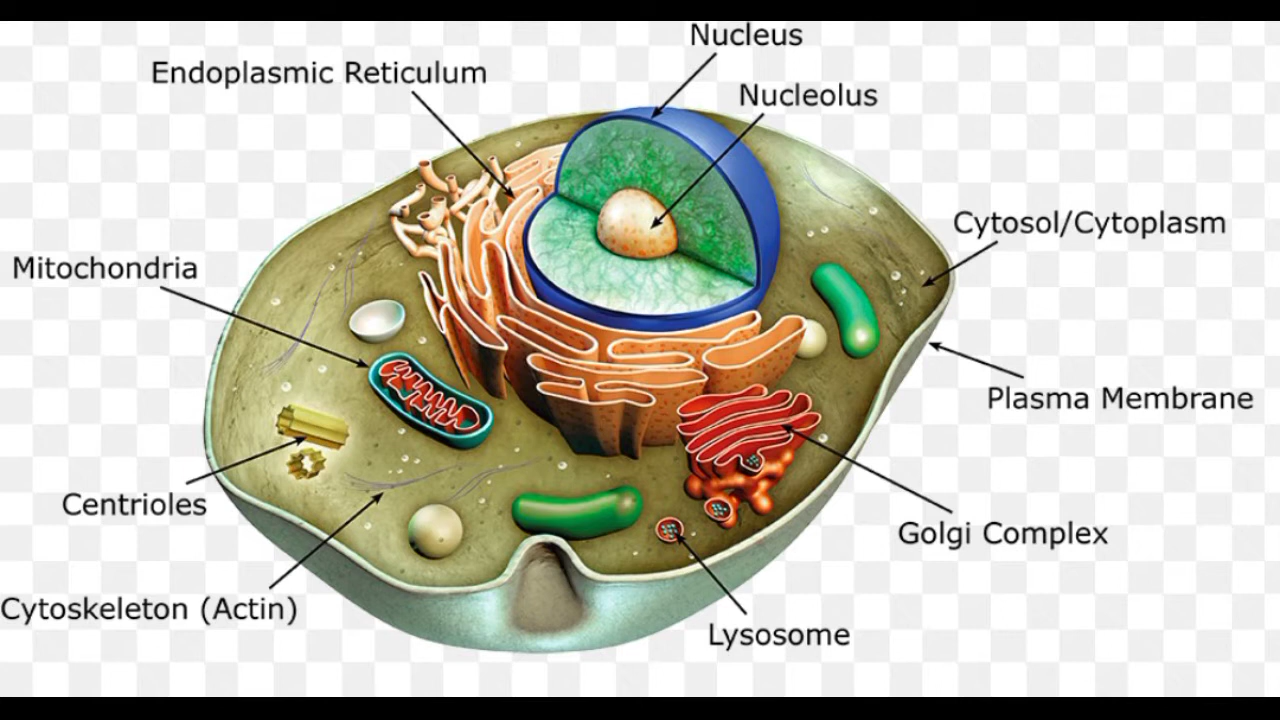 Nucleus
Endoplasmic Reticulum
Nucleolus
Cytosol/Cytoplasm
Mitochondria
Plasma Membrane
Centrioles
Golgi Complex
Cytoskeleton (Actin)
Lysosome